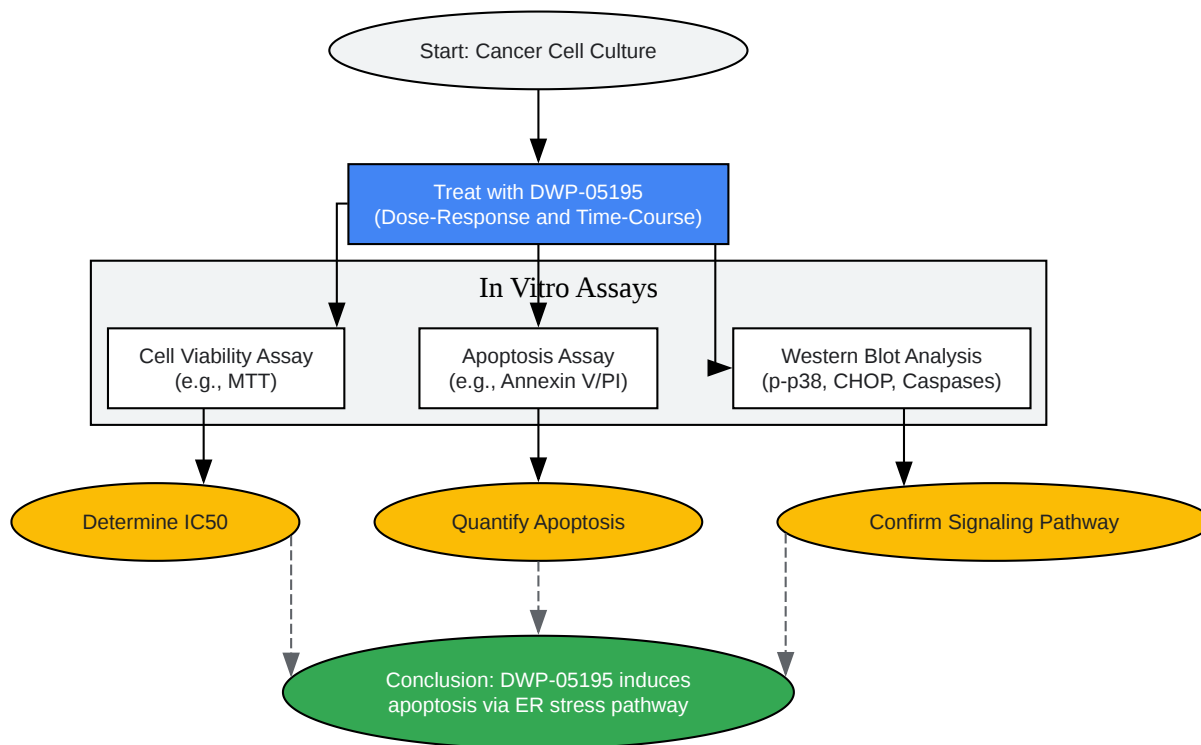 Start: Cancer Cell Culture
Treat with DWP-05195
(Dose-Response and Time-Course)
In Vitro Assays
Cell Viability Assay
(e.g., MTT)
Apoptosis Assay
(e.g., Annexin V/PI)
Western Blot Analysis
(p-p38, CHOP, Caspases)
Determine IC50
Quantify Apoptosis
Confirm Signaling Pathway
Conclusion: DWP-05195 induces
apoptosis via ER stress pathway